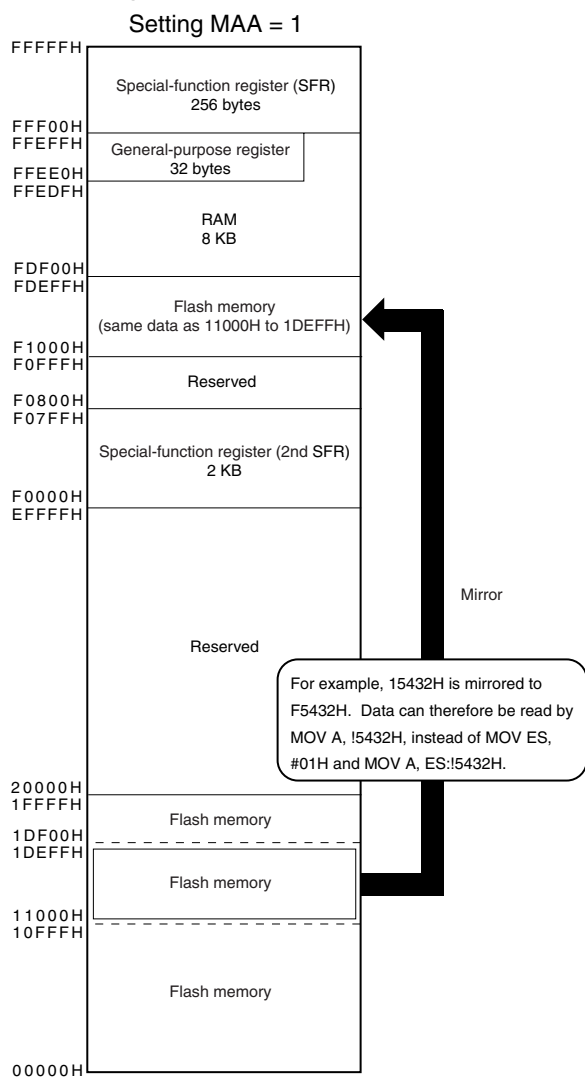 Setting MAA = 1
FFFFFH
Special-function register (SFR)
256 bytes
FFF00H
FFEFFH
General-purpose register
32 bytes
FFEE0H
FFEDFH
RAM
8 KB
FDF00H
FDEFFH
Flash memory
(same data as 11000H to 1DEFFH)
F1000H
F0FFFH
Reserved
F0800H
F07FFH
Special-function register (2nd SFR)
2 KB
F0000H
EFFFFH
Mirror
Reserved
For example, 15432H is mirrored to
F5432H. Data can therefore be read by
MOV A, !5432H, instead of MOV ES,
#01H and MOV A, ES:!5432H.
20000H
1FFFFH
Flash memory
1DF00H
1DEFFH
Flash memory
11000H
10FFFH
Flash memory
00000H